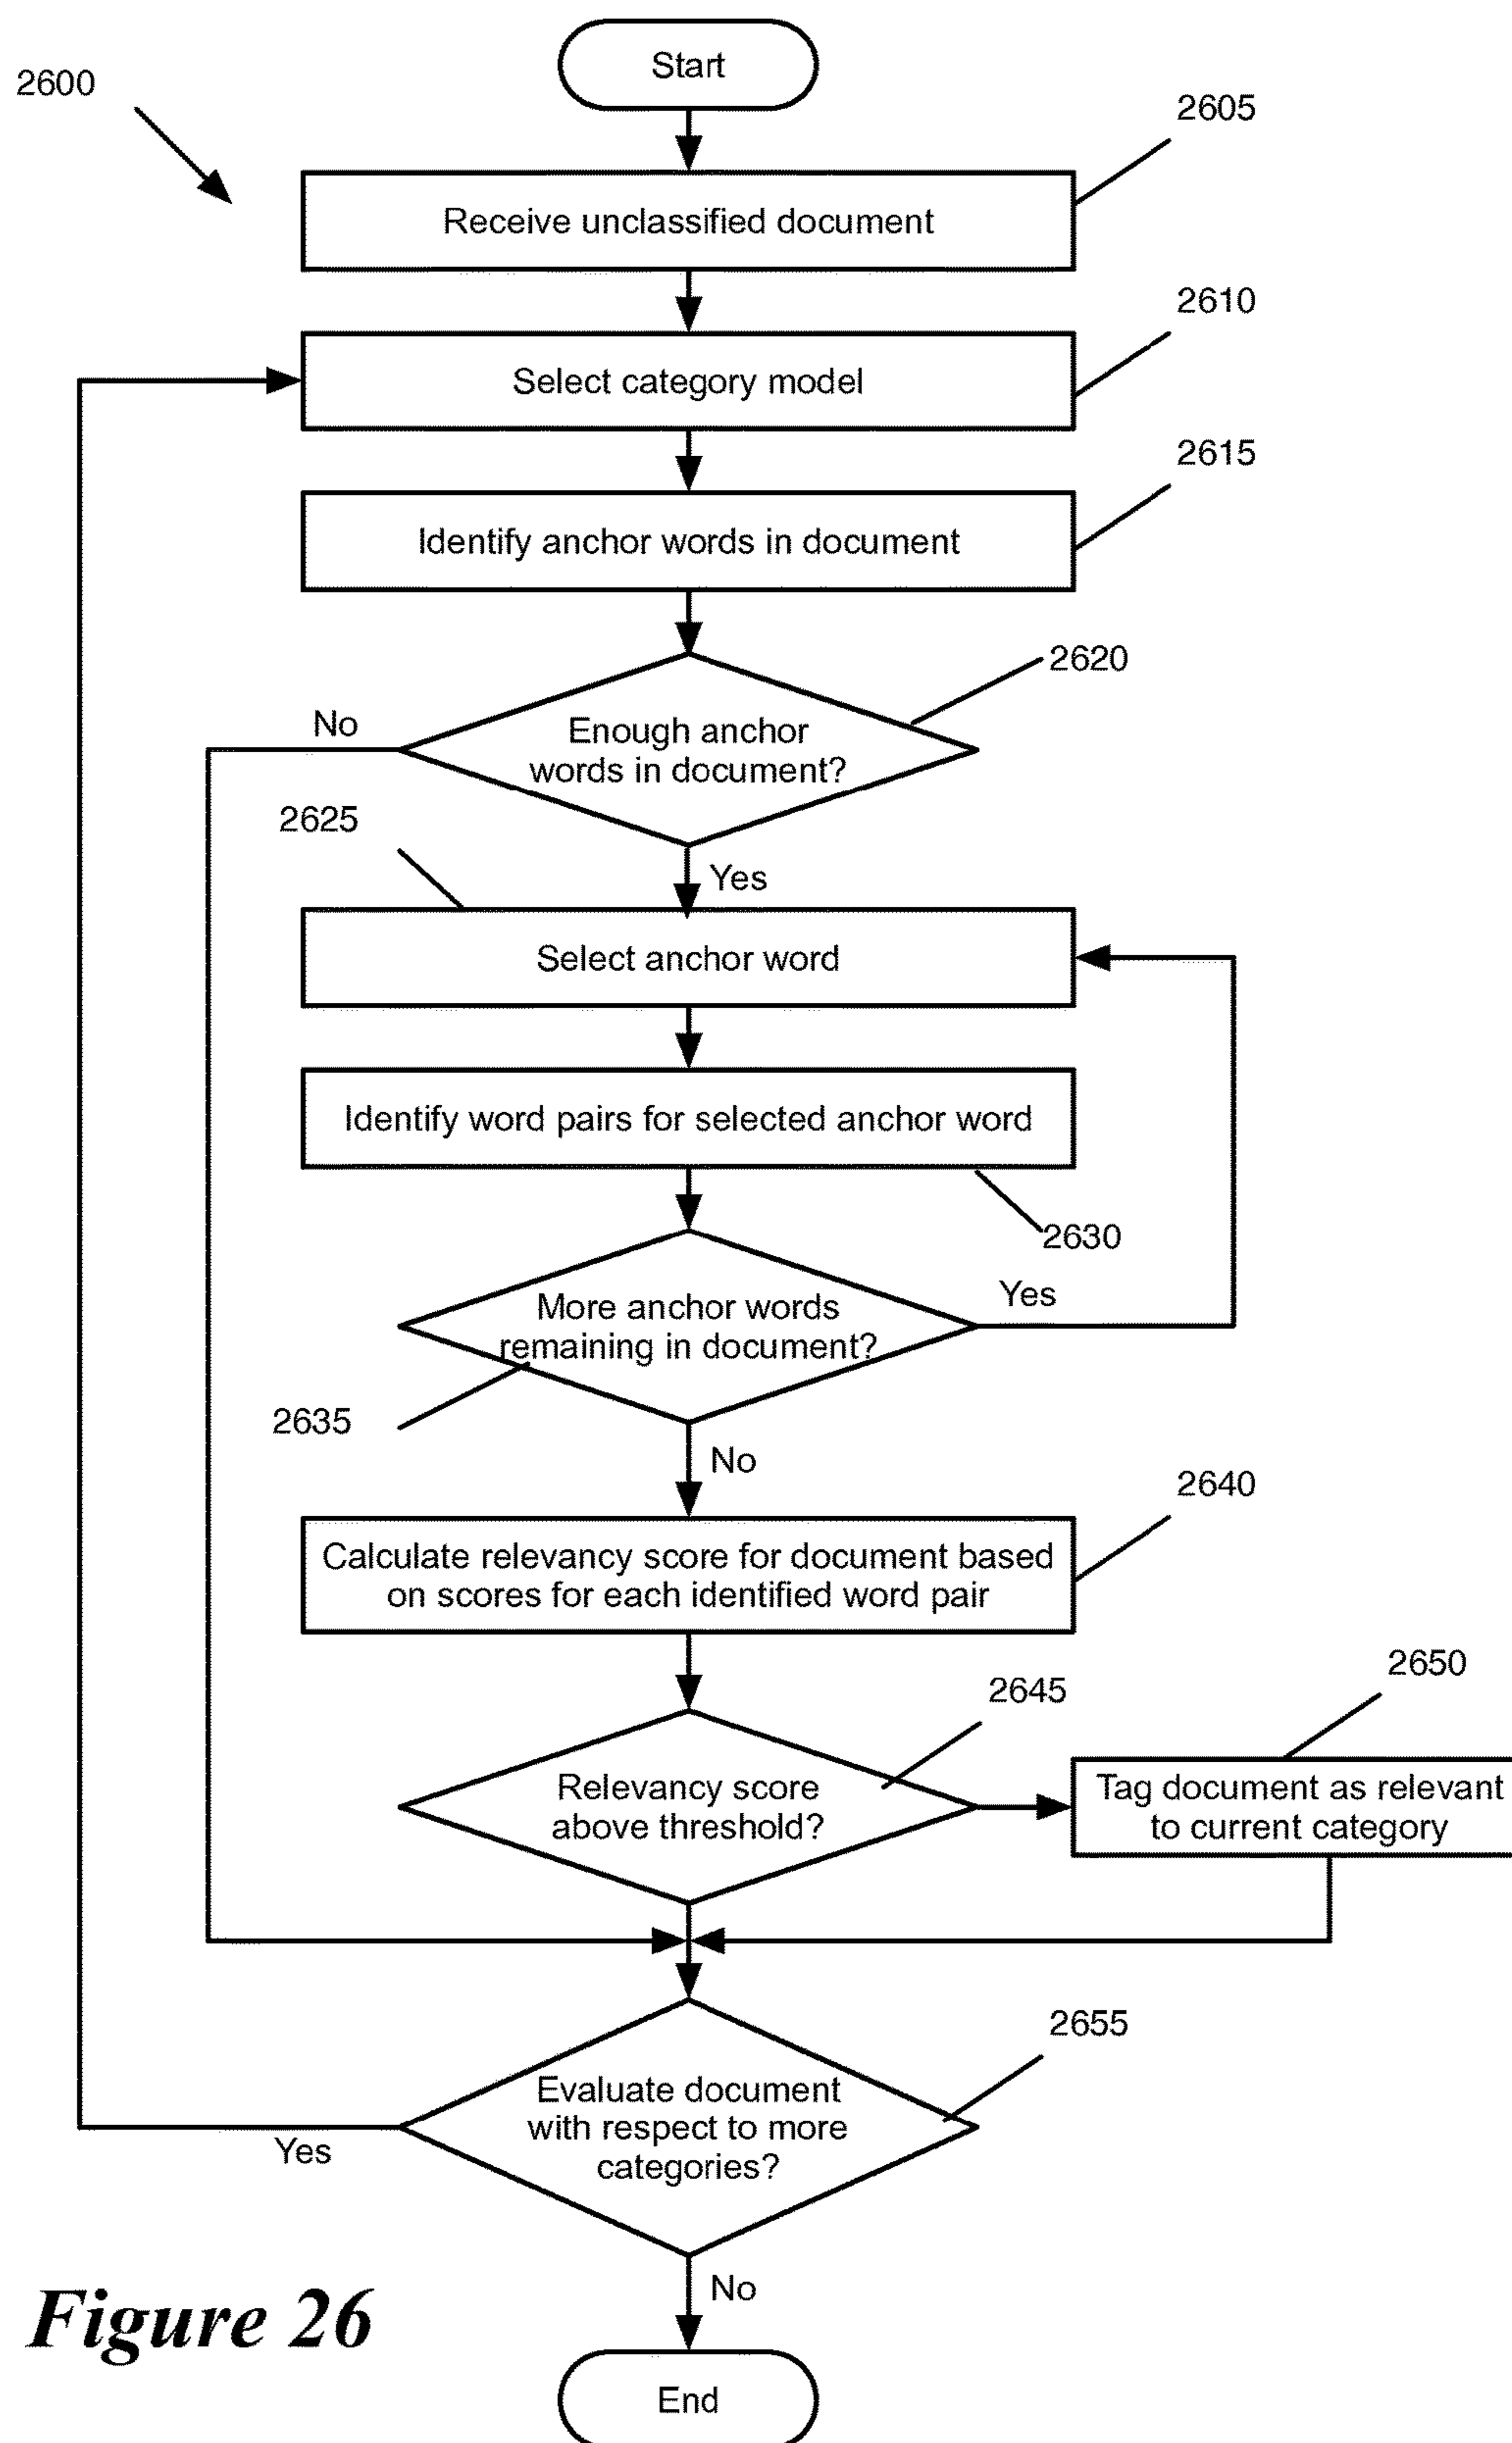 Start
2600
2605
Receive unclassified document
2610
Select category model
2615
Identify anchor words in document
2620
No
Enough anchor
words in document?
2625
Yes
Select anchor word
Identify word pairs for selected anchor word
2630
Yes
More anchor words
remaining in document?
2635
No
2640
Calculate relevancy score for document based
on scores for each identified word pair
2650
2645
Relevancy score
above threshold?
Tag document as relevant
to current category
2655
Evaluate document
with respect to more
categories?
Yes
No
Figure 26
End